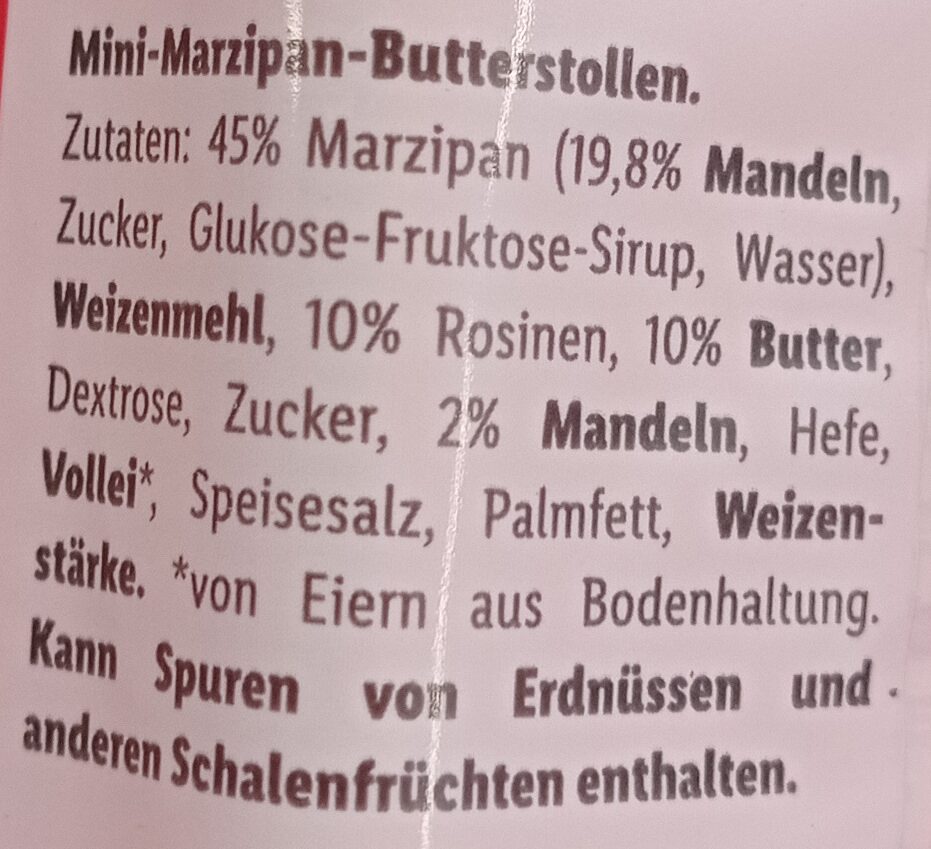 Mini-Marzipan-Butterstollen.
Zutaten: 45% Marzipan (19,8% Mandeln,
Zucker, Glukose-Fruktose-Sirup, Wasser),
Weizenmehl, 10% Rosinen, 10% Butter,
Dextrose, Zucker, 2% Mandeln, Hefe,
Vollei*, Speisesalz, Palmfett, Weizen-
stärke. *von Eiern aus Bodenhaltung.
Kann Spuren von Erdnüssen und
anderen Schalenfrüchten enthalten.